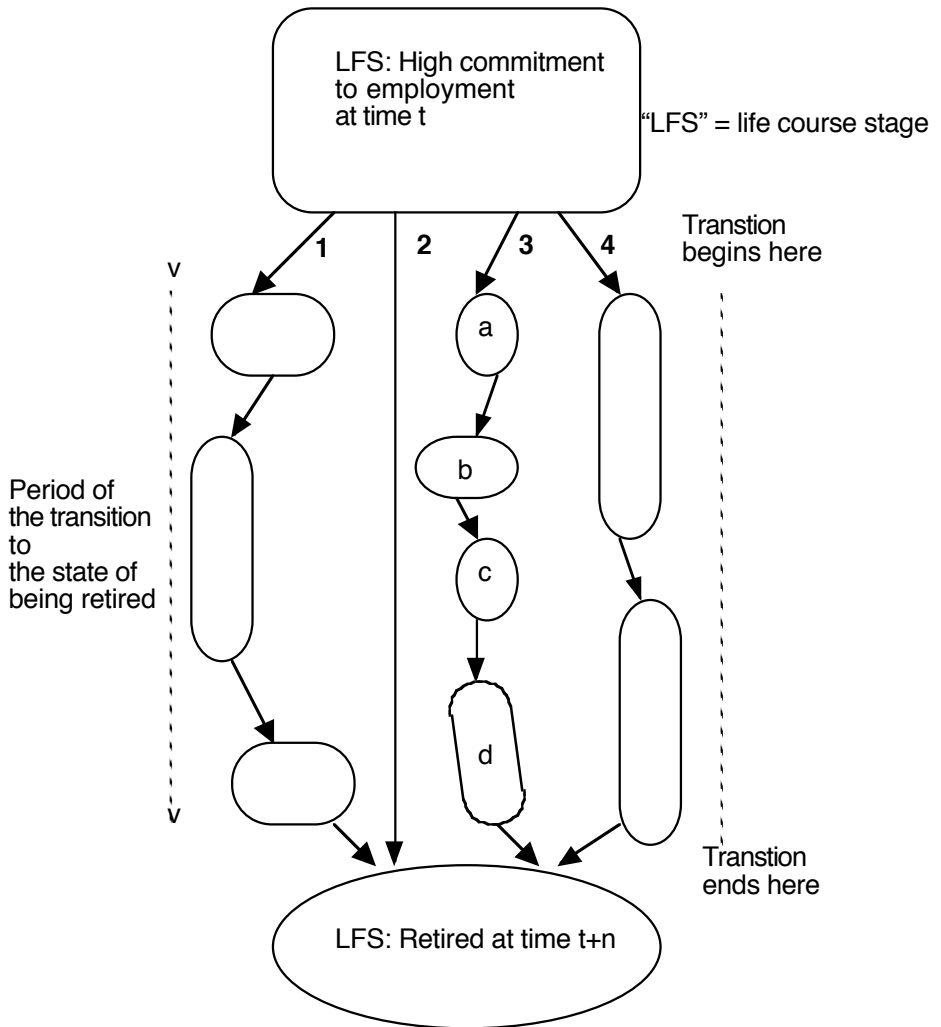 LFS: High commitment
to employment
at time t
“LFS” = life course stage
1
2
3
4
Transtion
begins here
v
a
b
Period of
the transition
to
the state of
being retired
c
d
v
Transtion
ends here
LFS: Retired at time t+n